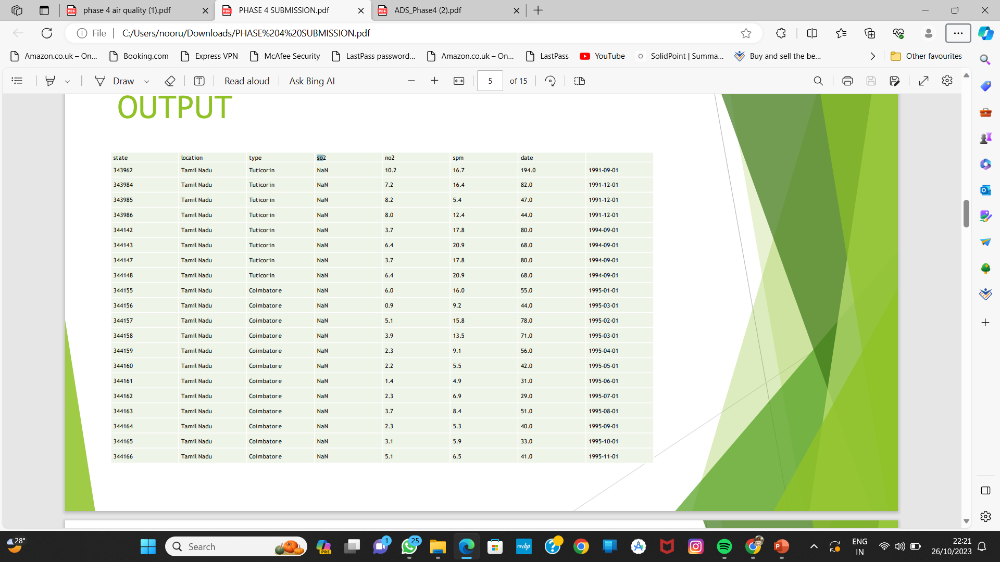 phase 4 air quality (1).pdf
PHASE 4 SUBMISSION.pdf
ADS_Phase4 (2).pdf
File
C:/Users/nooru/Downloads/PHASE%204%20SUBMISSION.pdf
Amazon.co.uk – On...
Booking.com
Express VPN
McAfee Security
LastPass password...
Amazon.co.uk – On...
LastPass
YouTube
SolidPoint | Summa...
Buy and sell the be...
Other favourites
Draw
Read aloud
Ask Bing AI
5 of 15
OUTPUT
state location type so2 no2 spm date
343962 Tamil Nadu Tuticorin NaN 10.2 16.7 194.0 1991-09-01
343984 Tamil Nadu Tuticorin NaN 7.2 16.4 82.0 1991-12-01
343985 Tamil Nadu Tuticorin NaN 8.2 5.4 47.0 1991-12-01
343986 Tamil Nadu Tuticorin NaN 8.0 12.4 44.0 1991-12-01
344142 Tamil Nadu Tuticorin NaN 3.7 17.8 80.0 1994-09-01
344143 Tamil Nadu Tuticorin NaN 6.4 20.9 68.0 1994-09-01
344147 Tamil Nadu Tuticorin NaN 3.7 17.8 80.0 1994-09-01
344148 Tamil Nadu Tuticorin NaN 6.4 20.9 68.0 1994-09-01
344155 Tamil Nadu Coimbatore NaN 6.0 16.0 55.0 1995-01-01
344156 Tamil Nadu Coimbatore NaN 0.9 9.2 44.0 1995-03-01
344157 Tamil Nadu Coimbatore NaN 5.1 15.8 78.0 1995-02-01
344158 Tamil Nadu Coimbatore NaN 3.9 13.5 71.0 1995-03-01
344159 Tamil Nadu Coimbatore NaN 2.3 9.1 56.0 1995-04-01
344160 Tamil Nadu Coimbatore NaN 2.2 5.5 42.0 1995-05-01
344161 Tamil Nadu Coimbatore NaN 1.4 4.9 31.0 1995-06-01
344162 Tamil Nadu Coimbatore NaN 2.3 6.9 29.0 1995-07-01
344163 Tamil Nadu Coimbatore NaN 3.7 8.4 51.0 1995-08-01
344164 Tamil Nadu Coimbatore NaN 2.3 5.3 40.0 1995-09-01
344165 Tamil Nadu Coimbatore NaN 3.1 5.9 33.0 1995-10-01
344166 Tamil Nadu Coimbatore NaN 5.1 6.5 41.0 1995-11-01
28°
Search
PRE
1
25
myhp
ENG
IN
22:21
26/10/2023